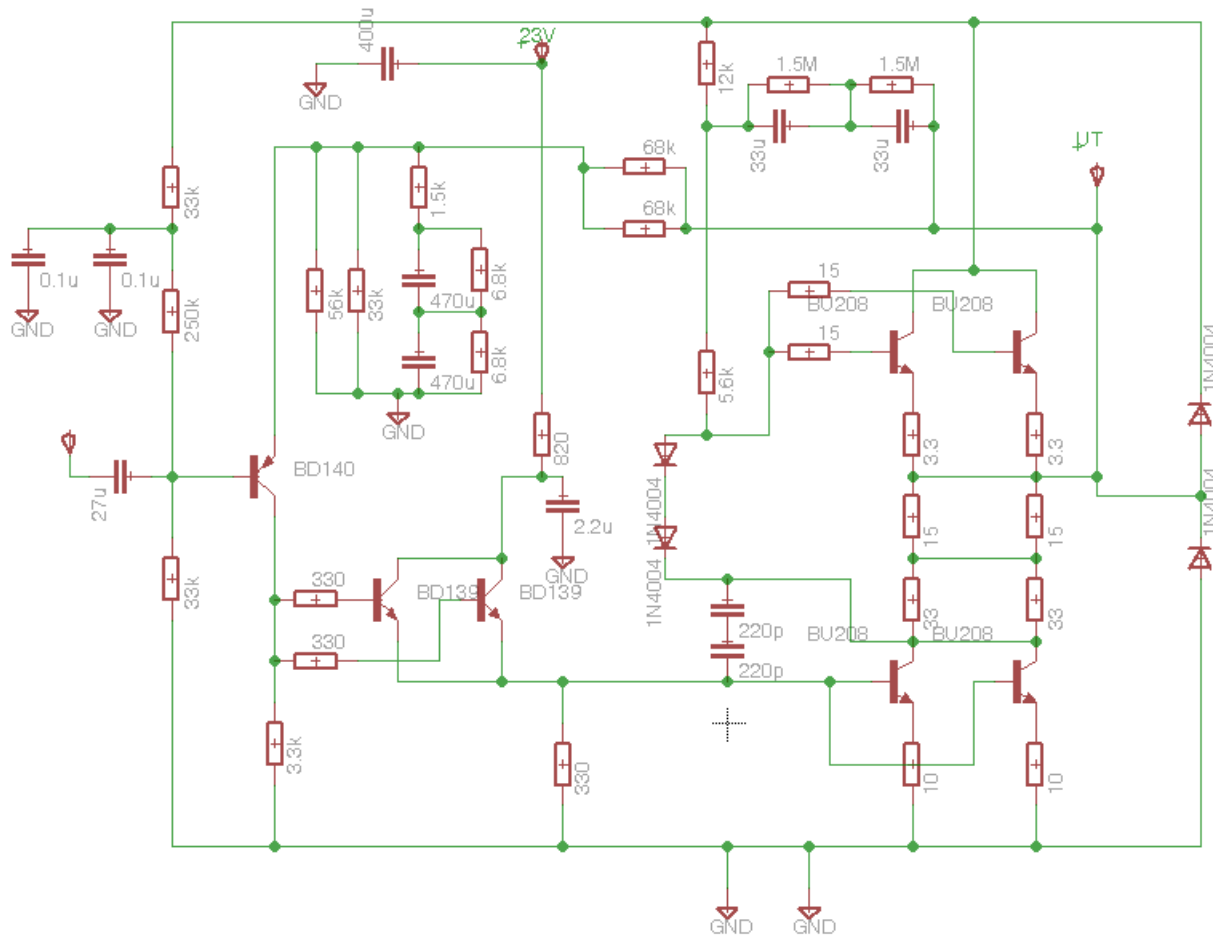 400u
23V
GND
12k
1.5M
1.5M
33u
33u
UT
68k
68k
33k
1.5k
0.1u
0.1u
GND
GND
250k
56k
33k
470u
6.8k
470u
6.8k
GND
15
BU208
BU208
15
5.6k
1N4004
3.3
3.3
820
BD140
27u
2.2u
GND
1N4004
1N4004
15
15
1N4004
33k
330
BD139
BD139
330
33
33
220p
220p
BU208
BU208
3.3k
330
10
10
GND
GND